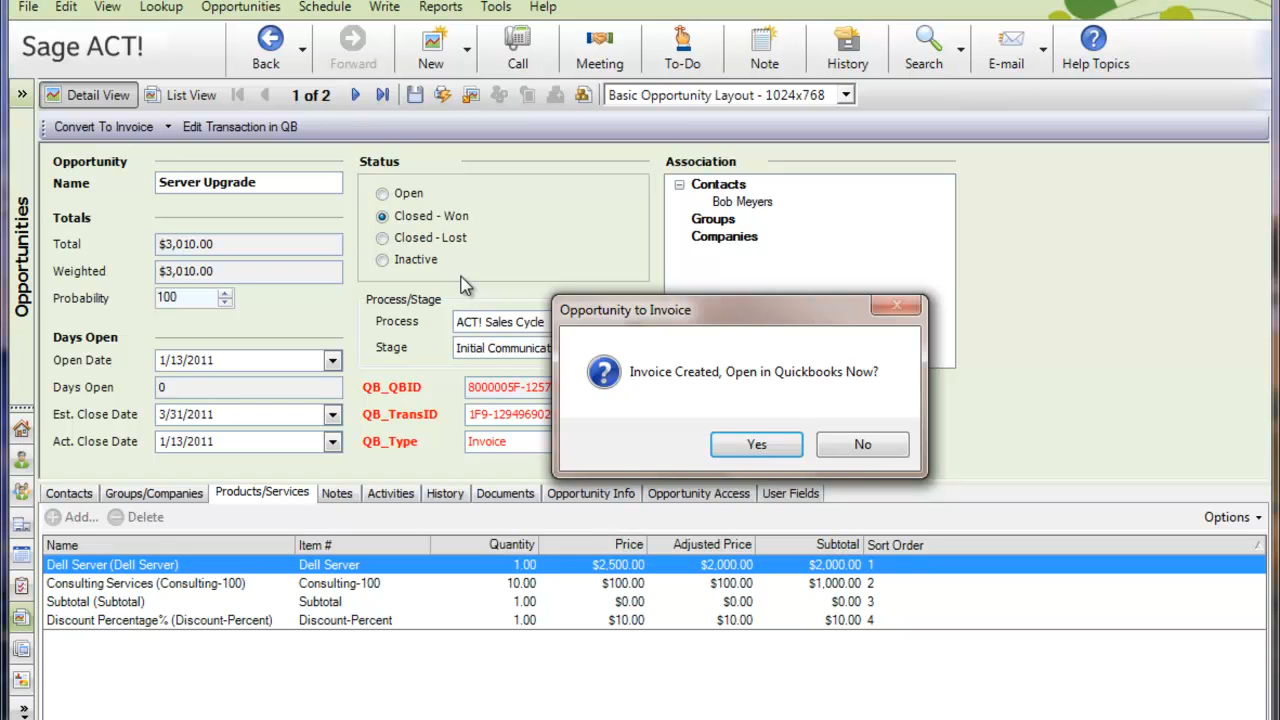 File Edit View Lookup Opportunities Schedule Write Reports Tools Help
Sage ACT!
Back Forward New Call Meeting To-Do Note History Search E-mail Help Topics
» Detail View List View 1 of 2 Basic Opportunity Layout - 1024x768
Convert To Invoice Edit Transaction in QB
Opportunities
Opportunity
Name Server Upgrade
Totals
Total $3,010.00
Weighted $3,010.00
Probability 100
Days Open
Open Date 1/13/2011
Days Open 0
Est. Close Date 3/31/2011
Act. Close Date 1/13/2011
Status
Open
Closed - Won
Closed - Lost
Inactive
Process/Stage
Process ACT! Sales Cycle
Stage Initial Communicat
QB_QBID 8000005F-1257
QB_TransID 1F9-129496902
QB_Type Invoice
Association
Contacts
Bob Meyers
Groups
Companies
Opportunity to Invoice
Invoice Created, Open in Quickbooks Now?
Yes No
Contacts Groups/Companies Products/Services Notes Activities History Documents Opportunity Info Opportunity Access User Fields
Add... Delete Options
Name Item # Quantity Price Adjusted Price Subtotal Sort Order
Dell Server (Dell Server) Dell Server 1.00 $2,500.00 $2,000.00 $2,000.00 1
Consulting Services (Consulting-100) Consulting-100 10.00 $100.00 $100.00 $1,000.00 2
Subtotal (Subtotal) Subtotal 1.00 $0.00 $0.00 $0.00 3
Discount Percentage% (Discount-Percent) Discount-Percent 1.00 $10.00 $10.00 $10.00 4
»